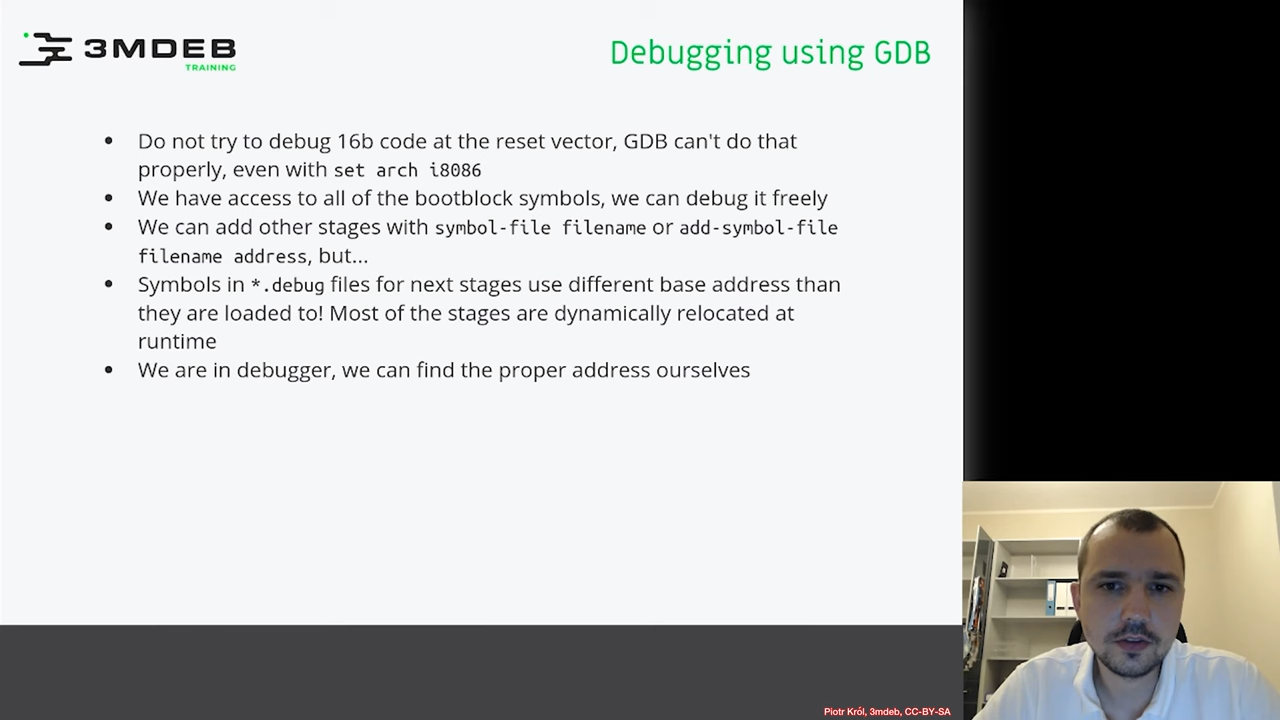 3MDEB
TRAINING
Debugging using GDB
Do not try to debug 16b code at the reset vector, GDB can't do that
properly, even with set arch i8086
We have access to all of the bootblock symbols, we can debug it freely
We can add other stages with symbol-file filename or add-symbol-file
filename address, but...
Symbols in *.debug files for next stages use different base address than
they are loaded to! Most of the stages are dynamically relocated at
runtime
We are in debugger, we can find the proper address ourselves
Piotr Król, 3mdeb, CC-BY-SA